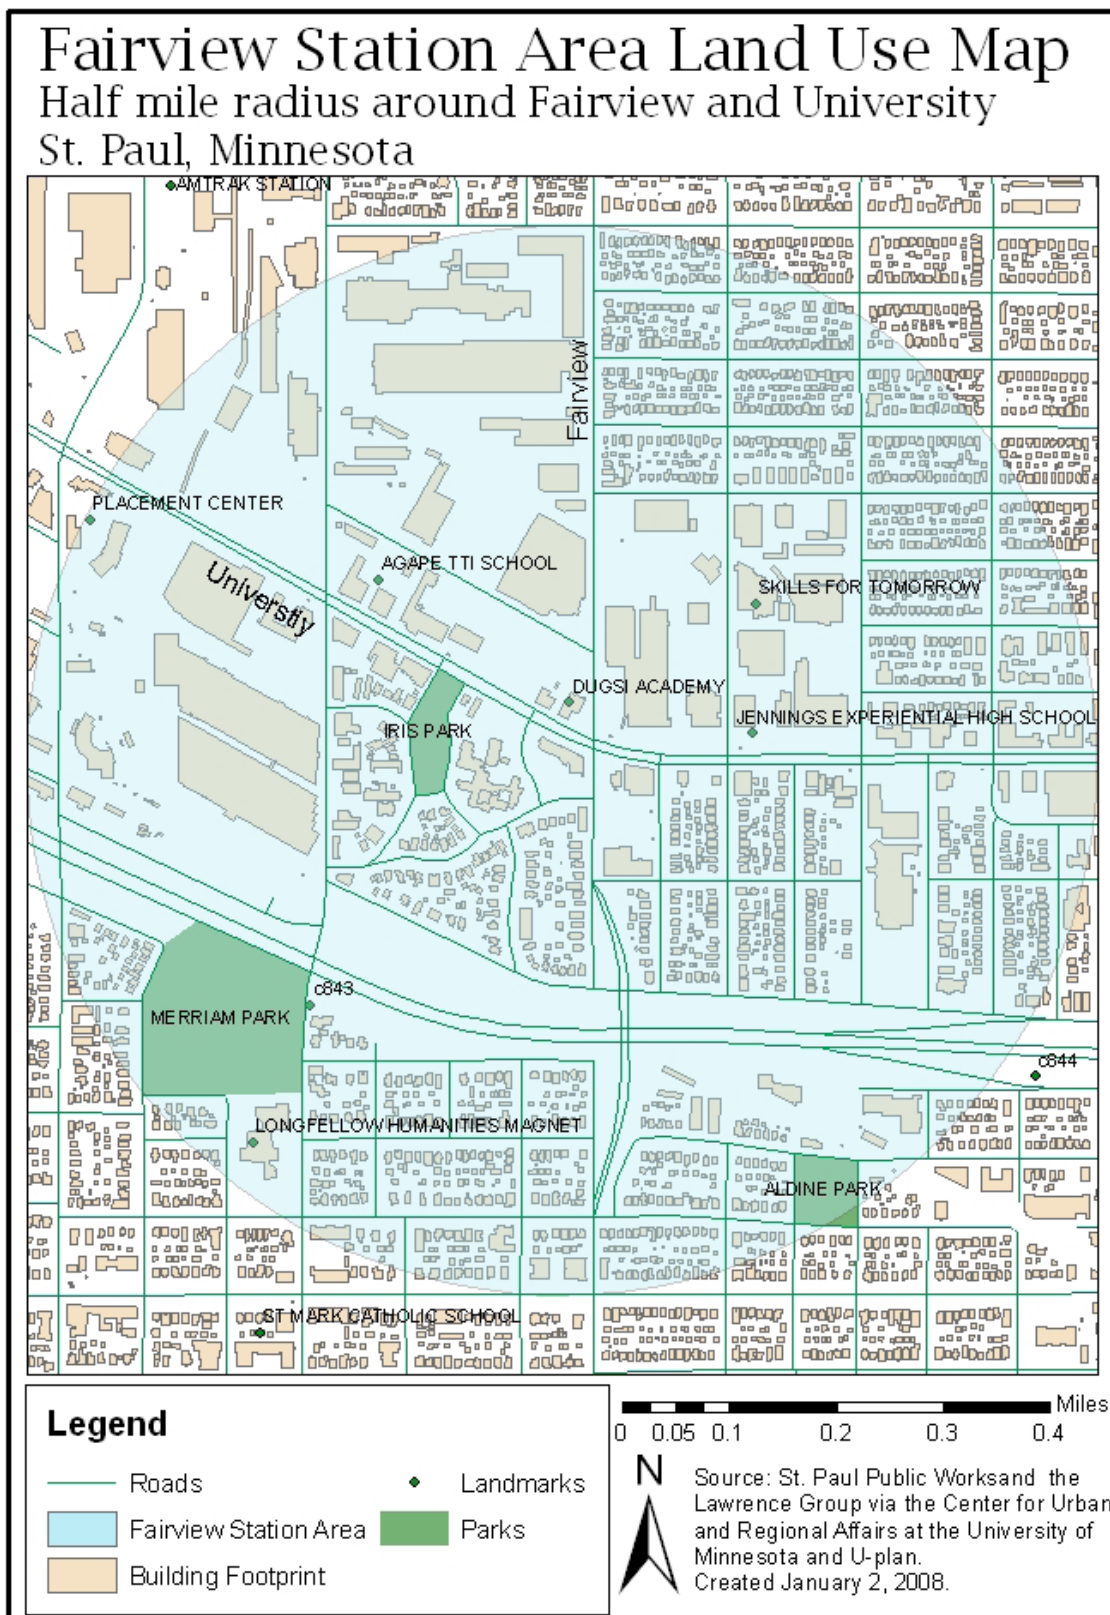 Fairview Station Area Land Use Map
Half mile radius around Fairview and University
St. Paul, Minnesota
AMTRAK STATION
Fairview
PLACEMENT CENTER
AGAPE TTI SCHOOL
University
SKILLS FOR TOMORROW
DUGSI ACADEMY
JENNINGS EXPERIENTIAL HIGH SCHOOL
IRIS PARK
c843
MERRIAM PARK
c844
LONGFELLOW HUMANITIES MAGNET
ALDINE PARK
ST MARK CATHOLIC SCHOOL
Legend
Roads
Landmarks
Fairview Station Area
Parks
Building Footprint
Miles
0 0.05 0.1 0.2 0.3 0.4
N
Source: St. Paul Public Worksand the
Lawrence Group via the Center for Urban
and Regional Affairs at the University of
Minnesota and U-plan.
Created January 2, 2008.